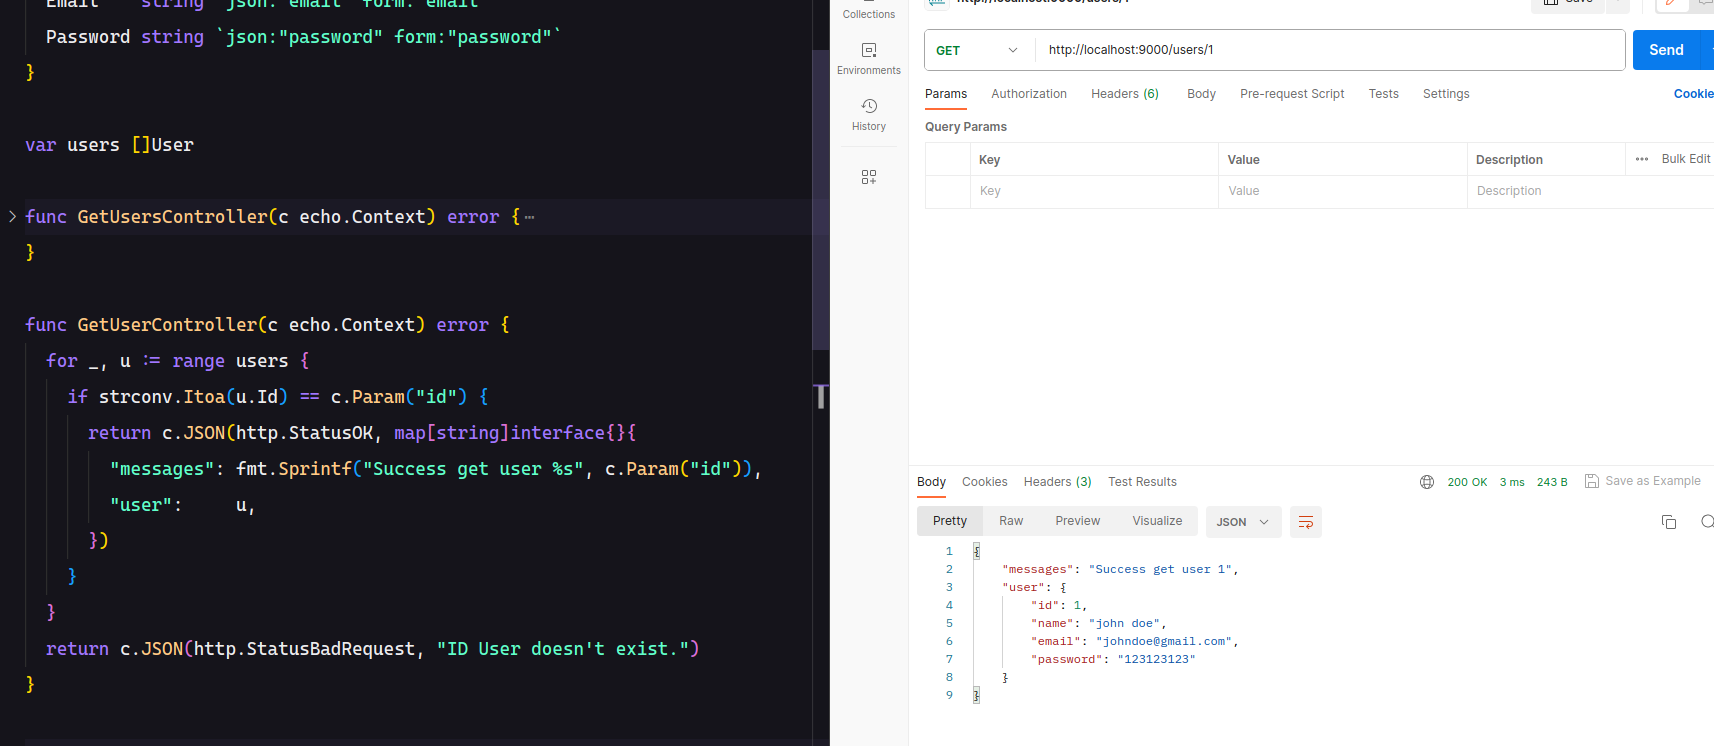 Email    string `json:"email" form:"email"`
Password string `json:"password" form:"password"`
}
var users []User
func GetUsersController(c echo.Context) error {⋯
}
func GetUserController(c echo.Context) error {
for _, u := range users {
if strconv.Itoa(u.Id) == c.Param("id") {
return c.JSON(http.StatusOK, map[string]interface{}{
"messages": fmt.Sprintf("Success get user %s", c.Param("id")),
"user":     u,
})
}
}
return c.JSON(http.StatusBadRequest, "ID User doesn't exist.")
}
Collections
Environments
History
http://localhost:9000/users/1
Save
GET
http://localhost:9000/users/1
Send
Params
Authorization
Headers (6)
Body
Pre-request Script
Tests
Settings
Cookie
Query Params
Key Value Description ••• Bulk Edit
Key Value Description
Body Cookies Headers (3) Test Results
200 OK 3 ms 243 B Save as Example
Pretty Raw Preview Visualize JSON
1 {
2 "messages": "Success get user 1",
3 "user": {
4 "id": 1,
5 "name": "john doe",
6 "email": "johndoe@gmail.com",
7 "password": "123123123"
8 }
9 }